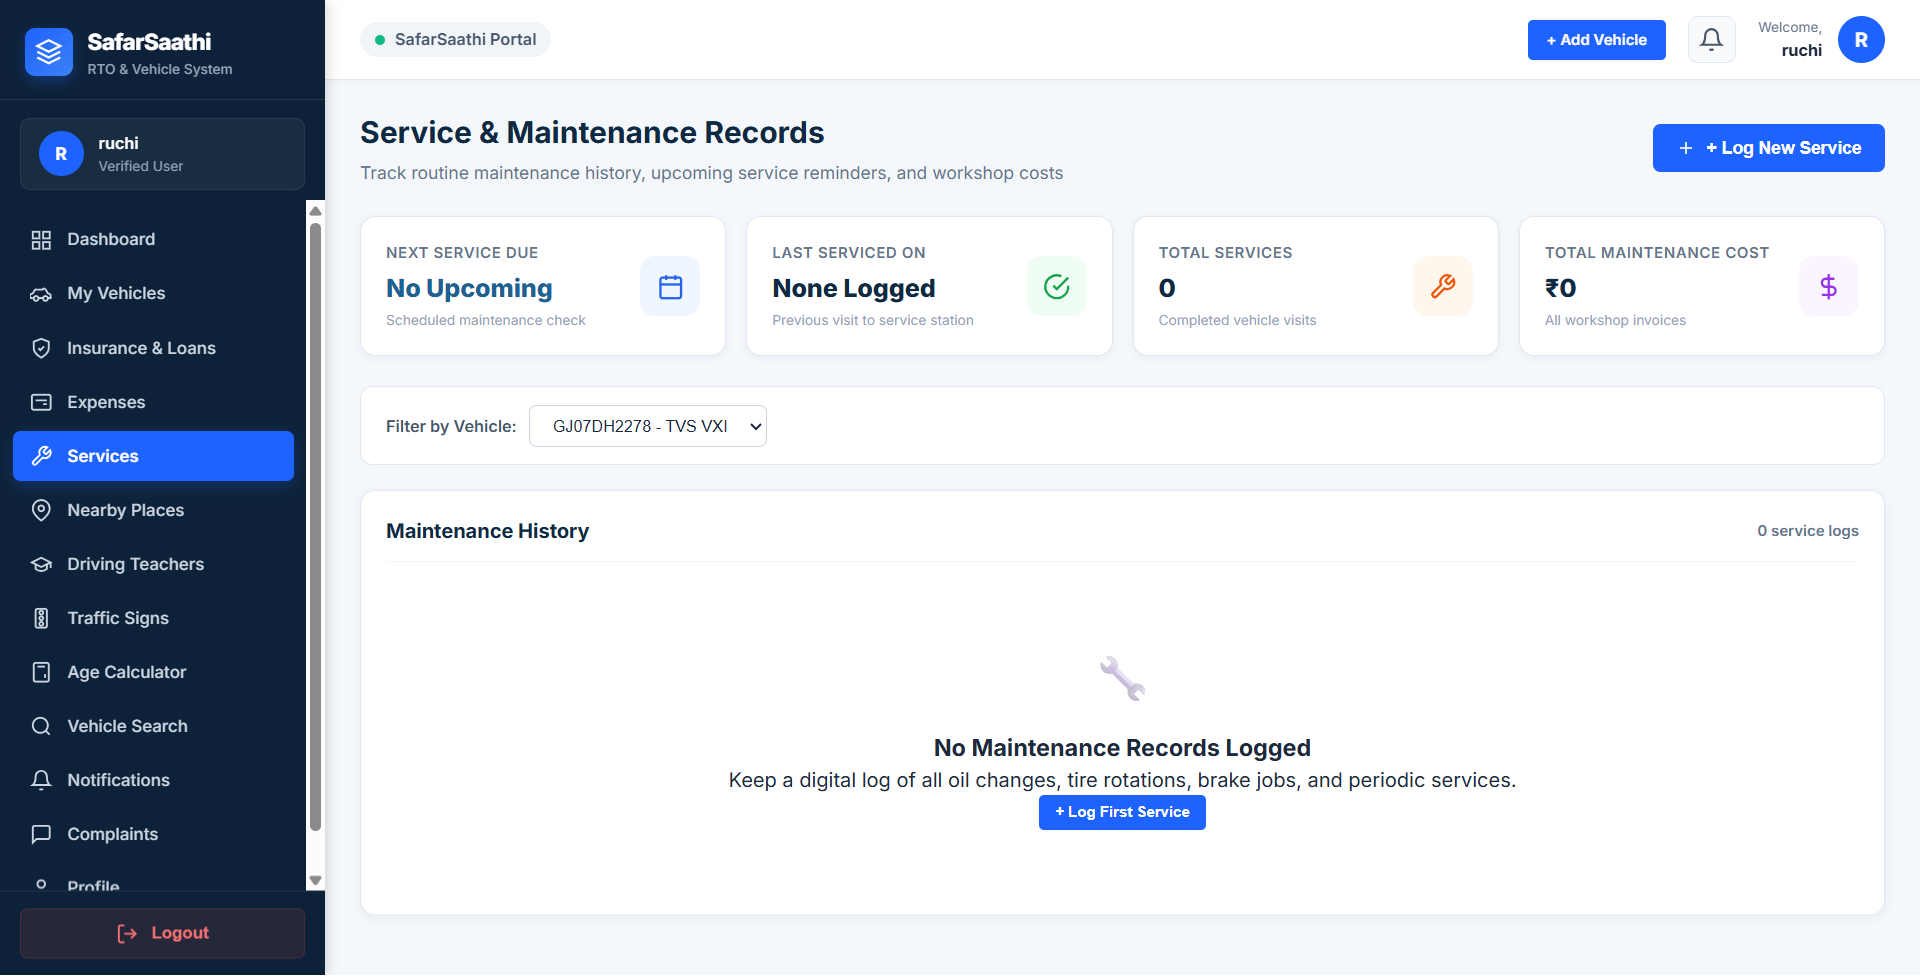 SafarSaathi
RTO & Vehicle System
R
ruchi
Verified User
Dashboard
My Vehicles
Insurance & Loans
Expenses
Services
Nearby Places
Driving Teachers
Traffic Signs
Age Calculator
Vehicle Search
Notifications
Complaints
Profile
Logout
SafarSaathi Portal
+ Add Vehicle
Welcome,
ruchi
R
Service & Maintenance Records
Track routine maintenance history, upcoming service reminders, and workshop costs
+ + Log New Service
NEXT SERVICE DUE
No Upcoming
Scheduled maintenance check
LAST SERVICED ON
None Logged
Previous visit to service station
TOTAL SERVICES
0
Completed vehicle visits
TOTAL MAINTENANCE COST
₹0
All workshop invoices
$
Filter by Vehicle: GJ07DH2278 - TVS VXI
Maintenance History
0 service logs
No Maintenance Records Logged
Keep a digital log of all oil changes, tire rotations, brake jobs, and periodic services.
+ Log First Service